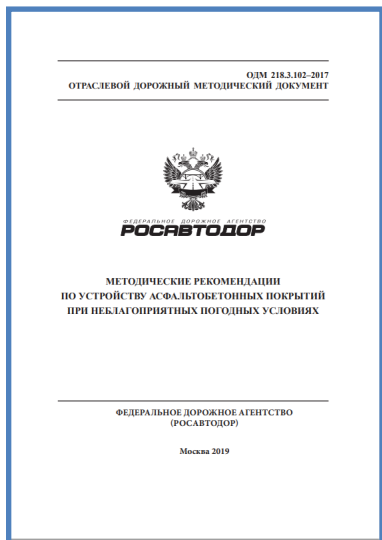 ОДМ 218.3.102–2017
ОТРАСЛЕВОЙ ДОРОЖНЫЙ МЕТОДИЧЕСКИЙ ДОКУМЕНТ
ФЕДЕРАЛЬНОЕ ДОРОЖНОЕ АГЕНТСТВО
РОСАВТОДОР
МЕТОДИЧЕСКИЕ РЕКОМЕНДАЦИИ
ПО УСТРОЙСТВУ АСФАЛЬТОБЕТОННЫХ ПОКРЫТИЙ
ПРИ НЕБЛАГОПРИЯТНЫХ ПОГОДНЫХ УСЛОВИЯХ
ФЕДЕРАЛЬНОЕ ДОРОЖНОЕ АГЕНТСТВО
(РОСАВТОДОР)
Москва 2019